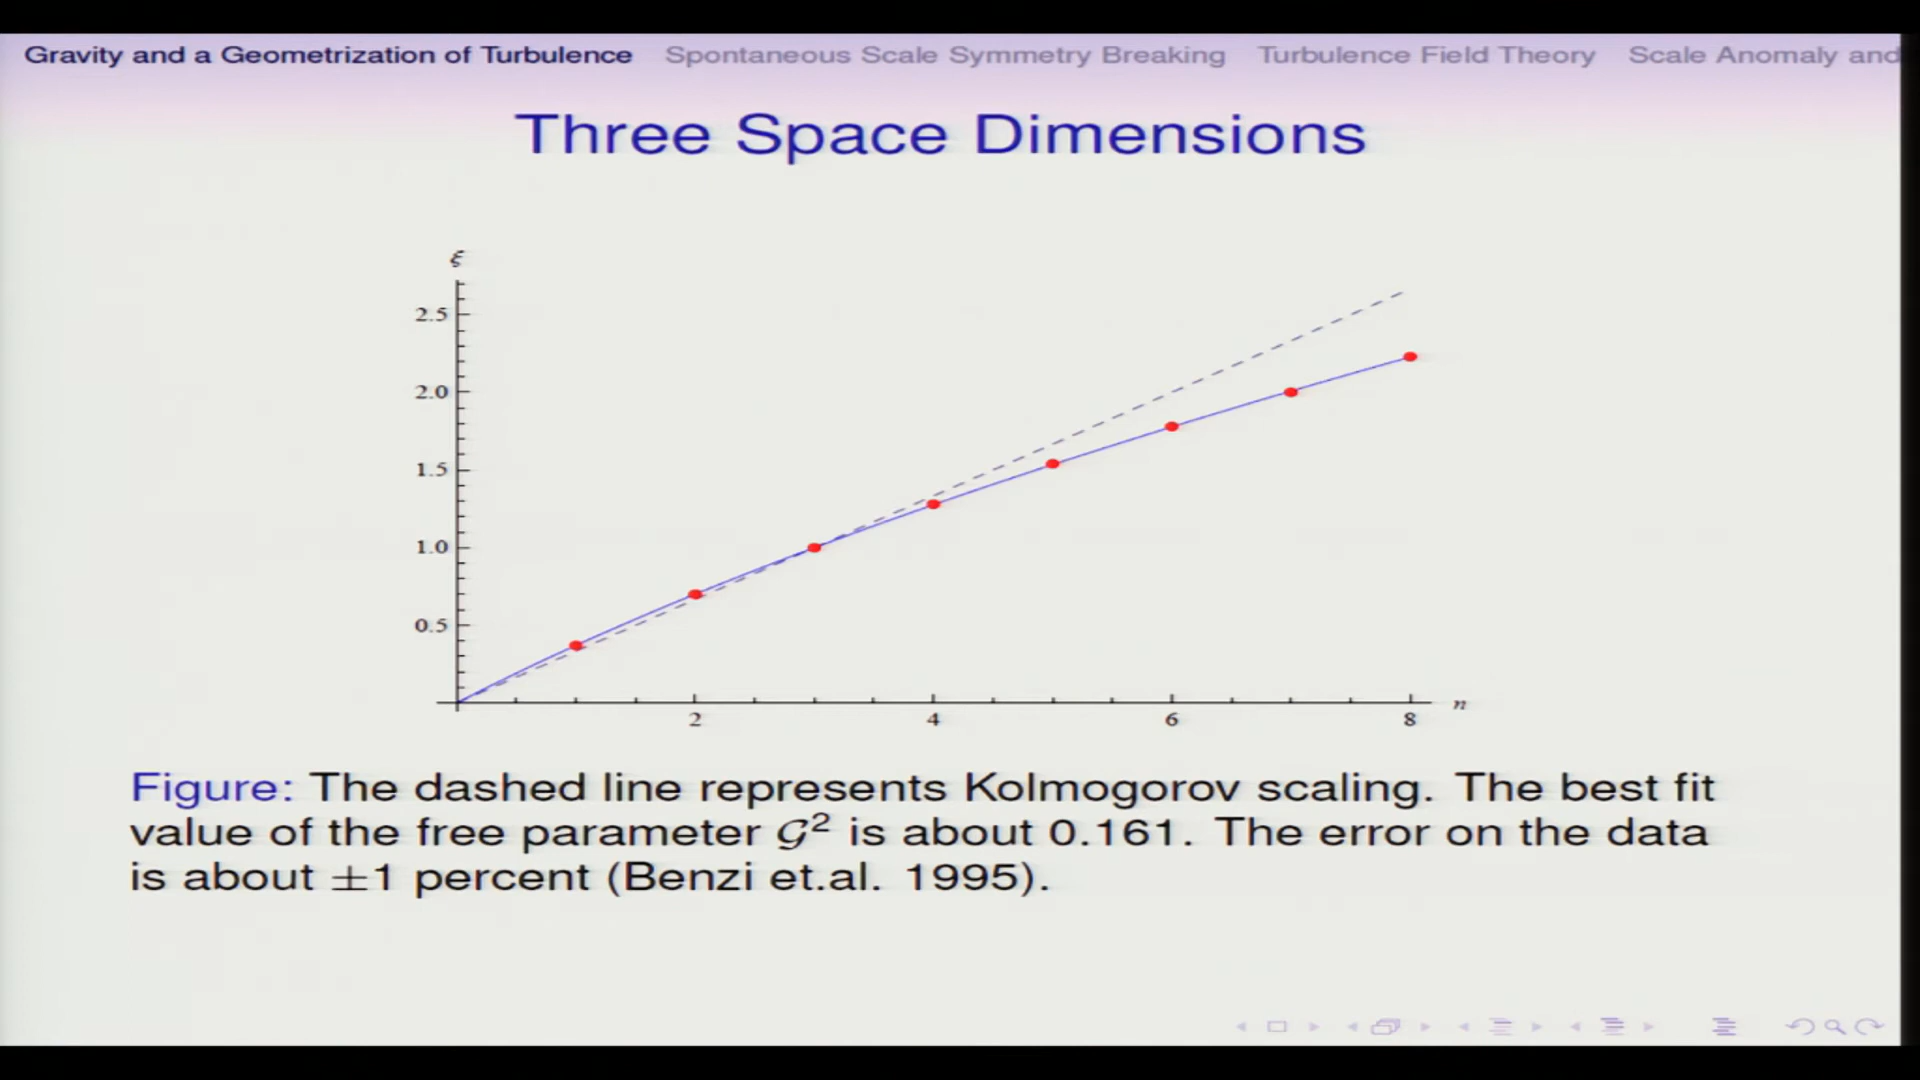 Gravity and a Geometrization of Turbulence Spontaneous Scale Symmetry Breaking Turbulence Field Theory Scale Anomaly and
Three Space Dimensions
ξ
2.5
2.0
1.5
1.0
0.5
2 4 6 8 n
Figure: The dashed line represents Kolmogorov scaling. The best fit
value of the free parameter 𝒢² is about 0.161. The error on the data
is about ±1 percent (Benzi et.al. 1995).